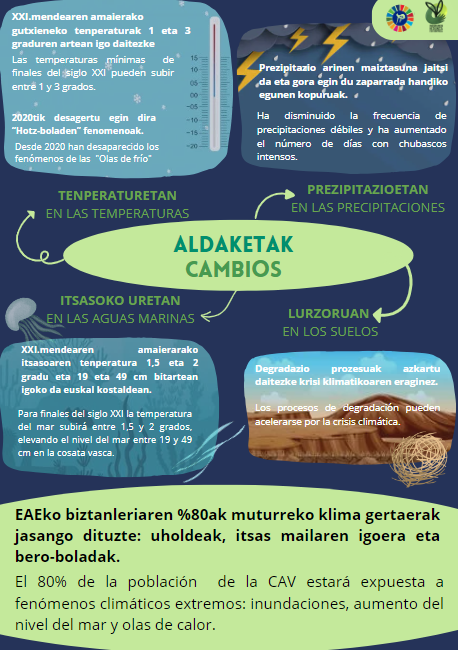 XXI.mendearen amaierako
gutxieneko tenperaturak 1 eta 3
graduren artean igo daitezke
Las temperaturas mínimas de
finales del siglo XXI pueden subir
entre 1 y 3 grados.
2020tik desagertu egin dira
"Hotz-boladen" fenomenoak.
Desde 2020 han desaparecido los
fenómenos de las "Olas de frío"
15
10
5
0
-5
-10
-15
-20
Prezipitazio arinen maiztasuna jaitsi
da eta gora egin du zaparrada handiko
egunen kopuruak.
Ha disminuido la frecuencia de
precipitaciones débiles y ha aumentado
el número de días con chubascos
intensos.
TENPERATURETAN
EN LAS TEMPERATURAS
PREZIPITAZIOETAN
EN LAS PRECIPITACIONES
ALDAKETAK
CAMBIOS
ITSASOKO URETAN
EN LAS AGUAS MARINAS
LURZORUAN
EN LOS SUELOS
XXI.mendearen amaierarako
itsasoaren tenperatura 1,5 eta 2
gradu eta 19 eta 49 cm bitartean
igoko da euskal kostaldean.
Para finales del siglo XXI la temperatura
del mar subirá entre 1,5 y 2 grados,
elevando el nivel del mar entre 19 y 49
cm en la cosata vasca.
Degradazio prozesuak azkartu
daitezke krisi klimatikoaren eraginez.
Los procesos de degradación pueden
acelerarse por la crisis climática.
EAEko biztanleriaren %80ak muturreko klima gertaerak
jasango dituzte: uholdeak, itsas mailaren igoera eta
bero-boladak.
El 80% de la población de la CAV estará expuesta a
fenómenos climáticos extremos: inundaciones, aumento del
nivel del mar y olas de calor.